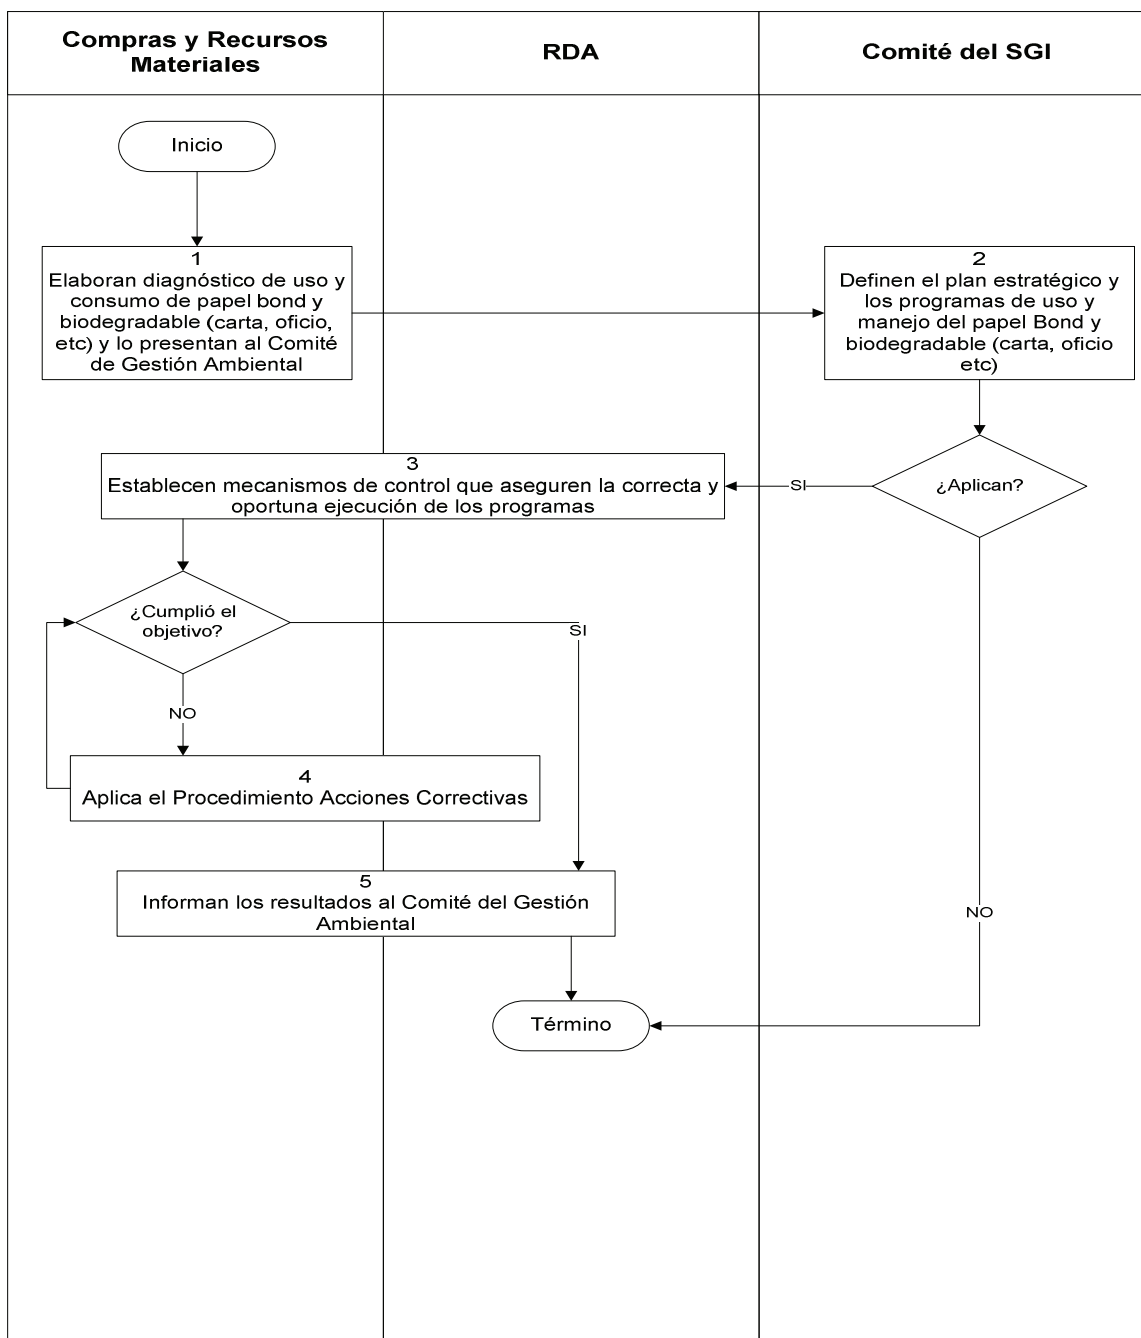 Compras y Recursos
Materiales
RDA
Comité del SGI
Inicio
1
Elaboran diagnóstico de uso y
consumo de papel bond y
biodegradable (carta, oficio,
etc) y lo presentan al Comité
de Gestión Ambiental
2
Definen el plan estratégico y
los programas de uso y
manejo del papel Bond y
biodegradable (carta, oficio
etc)
¿Aplican?
SI
3
Establecen mecanismos de control que aseguren la correcta y
oportuna ejecución de los programas
¿Cumplió el
objetivo?
SI
NO
4
Aplica el Procedimiento Acciones Correctivas
5
Informan los resultados al Comité del Gestión
Ambiental
NO
Término